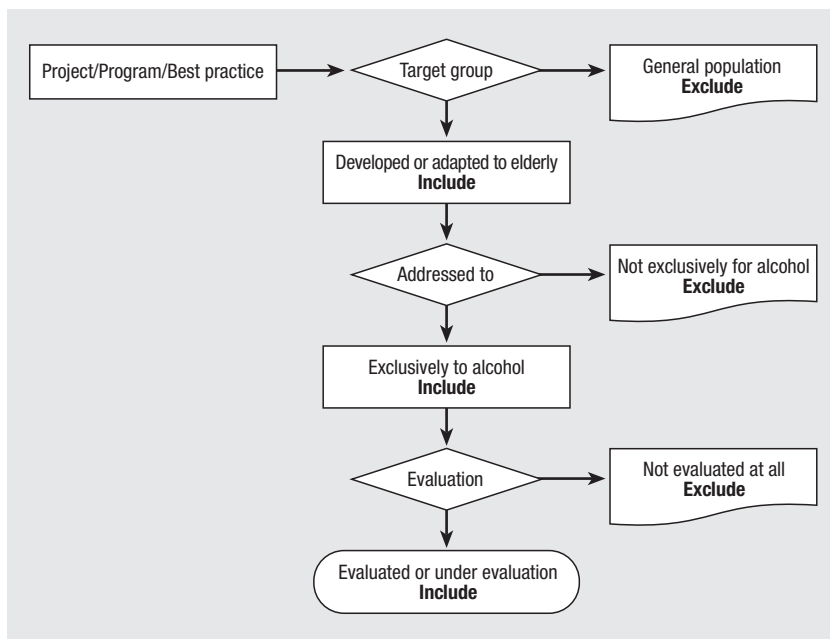 Project/Program/Best practice
Target group
General population
Exclude
Developed or adapted to elderly
Include
Addressed to
Not exclusively for alcohol
Exclude
Exclusively to alcohol
Include
Evaluation
Not evaluated at all
Exclude
Evaluated or under evaluation
Include